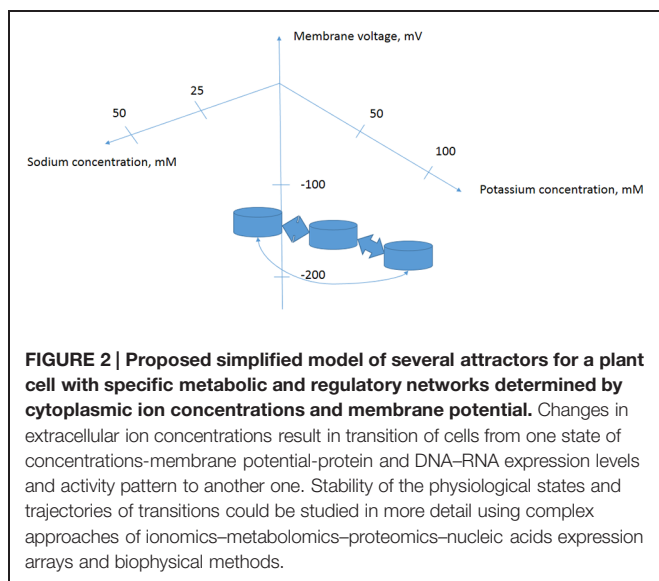 Membrane voltage, mV
25
50
50
100
Sodium concentration, mM
Potassium concentration, mM
-100
-200
FIGURE 2 | Proposed simplified model of several attractors for a plant
cell with specific metabolic and regulatory networks determined by
cytoplasmic ion concentrations and membrane potential. Changes in
extracellular ion concentrations result in transition of cells from one state of
concentrations-membrane potential-protein and DNA–RNA expression levels
and activity pattern to another one. Stability of the physiological states and
trajectories of transitions could be studied in more detail using complex
approaches of ionomics–metabolomics–proteomics–nucleic acids expression
arrays and biophysical methods.